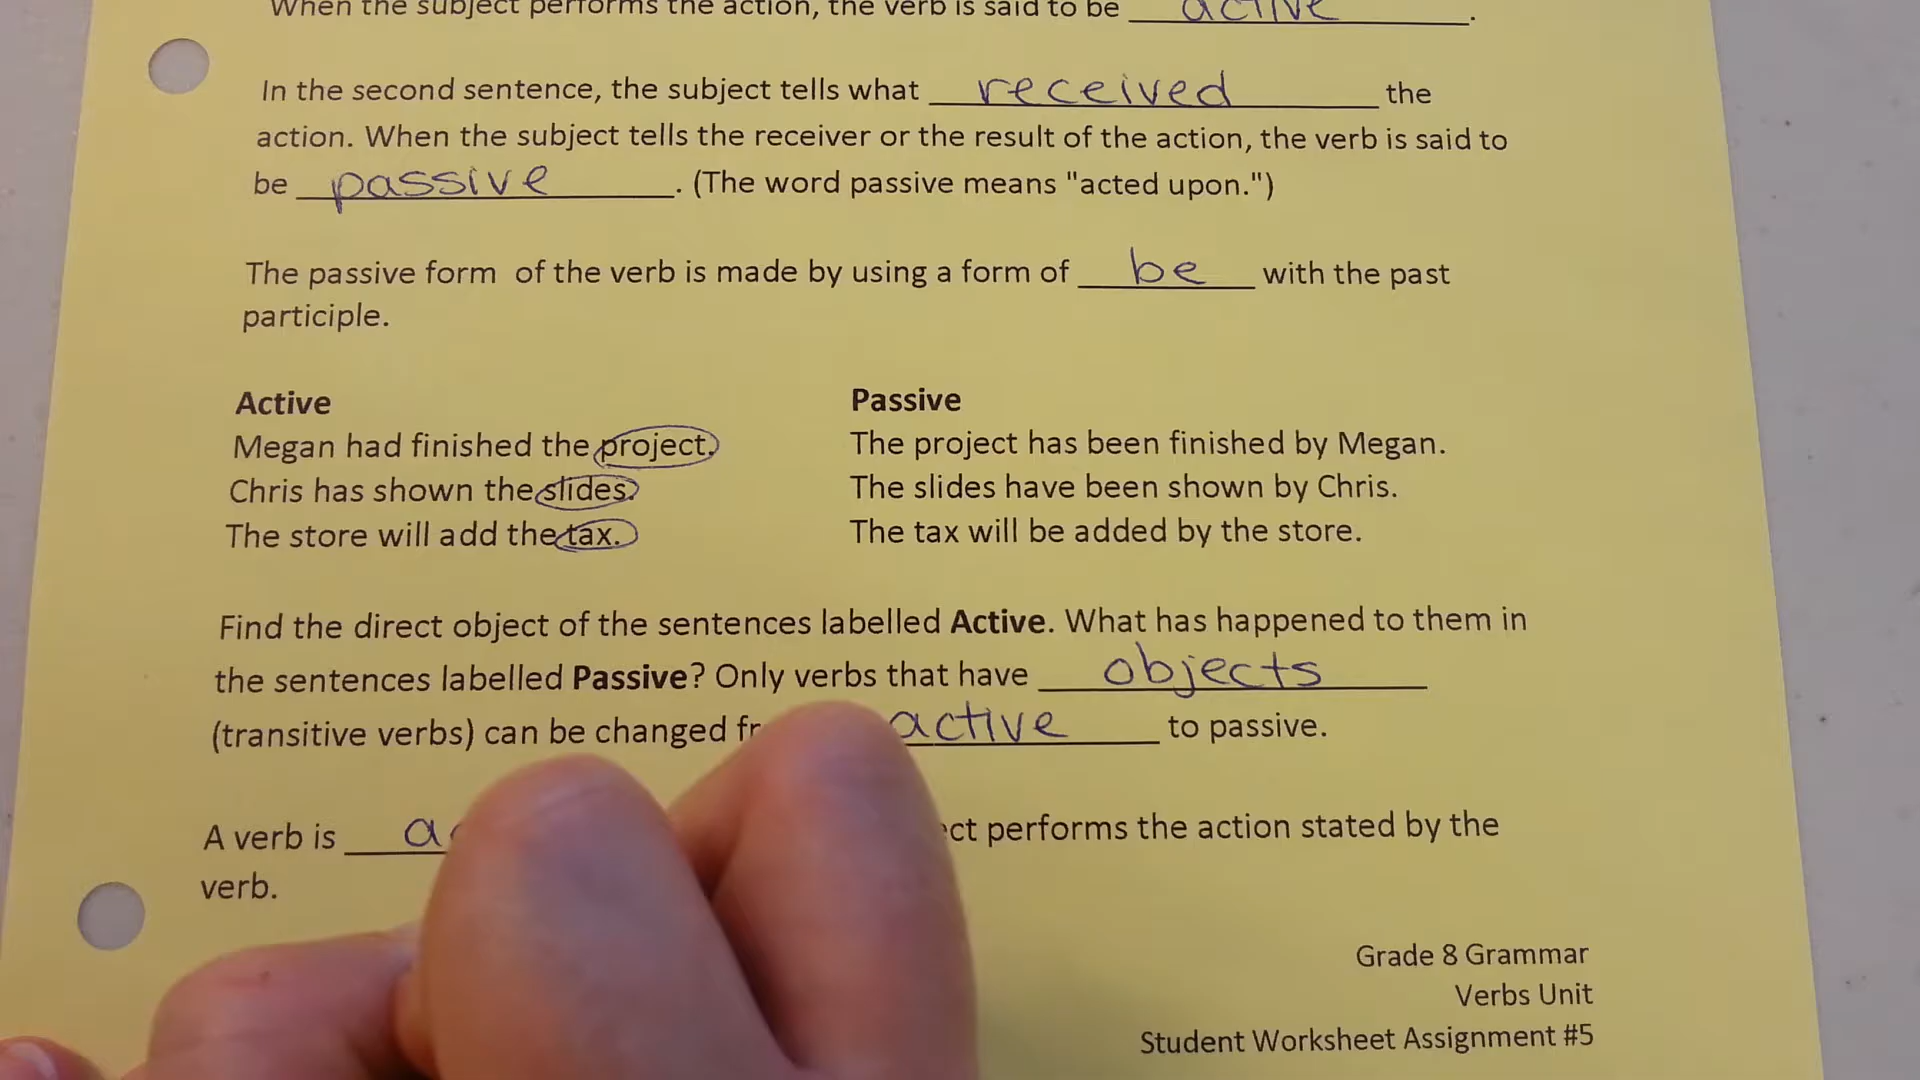 When the subject performs the action, the verb is said to be active.
In the second sentence, the subject tells what received the
action. When the subject tells the receiver or the result of the action, the verb is said to
be passive. (The word passive means "acted upon.")
The passive form of the verb is made by using a form of be with the past
participle.
Active
Passive
Megan had finished the project.
The project has been finished by Megan.
Chris has shown the slides.
The slides have been shown by Chris.
The store will add the tax.
The tax will be added by the store.
Find the direct object of the sentences labelled Active. What has happened to them in
the sentences labelled Passive? Only verbs that have objects
(transitive verbs) can be changed active to passive.
A verb is performs the action stated by the
verb.
Grade 8 Grammar
Verbs Unit
Student Worksheet Assignment #5